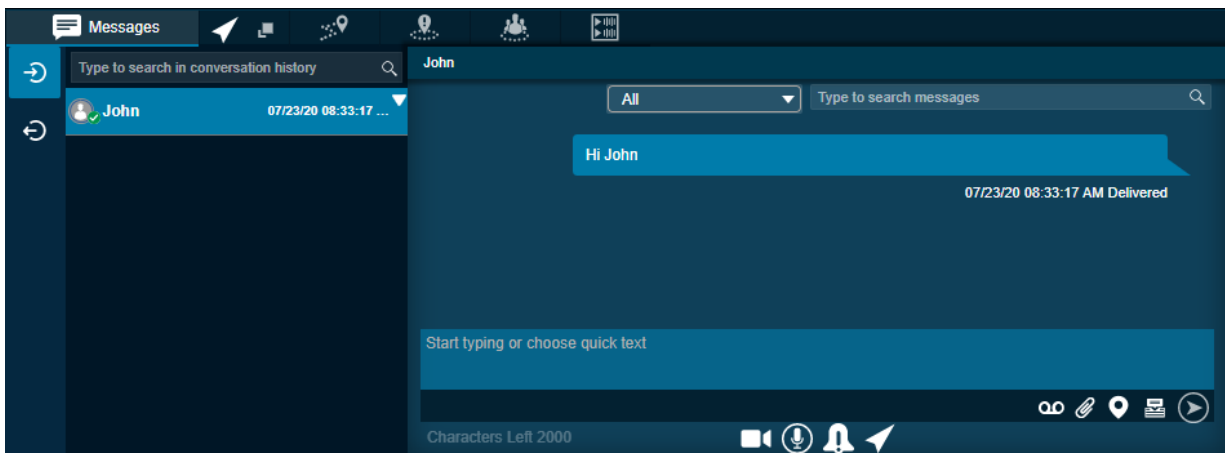 Messages
Type to search in conversation history
John
07/23/20 08:33:17 ...
John
All
Type to search messages
Hi John
07/23/20 08:33:17 AM Delivered
Start typing or choose quick text
Characters Left 2000